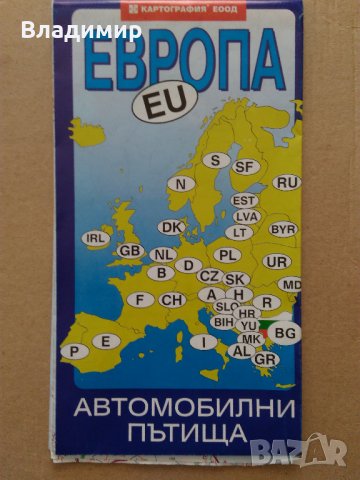 Владимир
КАРТОГРАФИЯ ЕООД
ЕВРОПА
EU
S
SF
N
RU
EST
LVA
LT
DK
BYR
IRL
GB
NL
PL
B
D
UR
CZ
SK
MD
F
CH
A
H
R
SLO
HR
BIH
YU
BG
MK
P
E
I
AL
GR
АВТОМОБИЛНИ
ПЪТИЩА
BAZAR